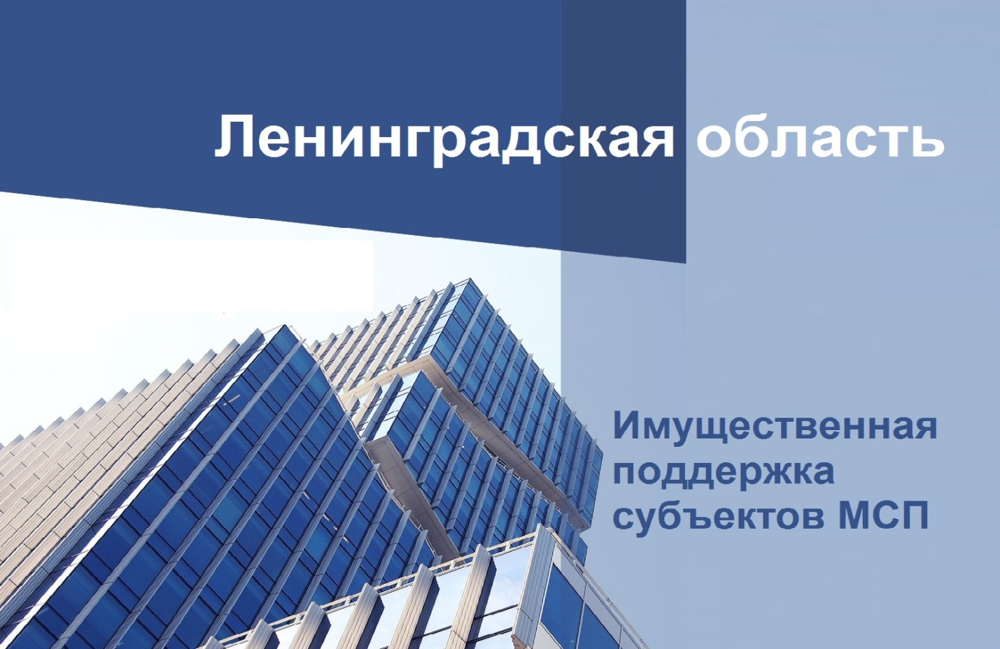 Ленинградская область
Имущественная
поддержка
субъектов МСП